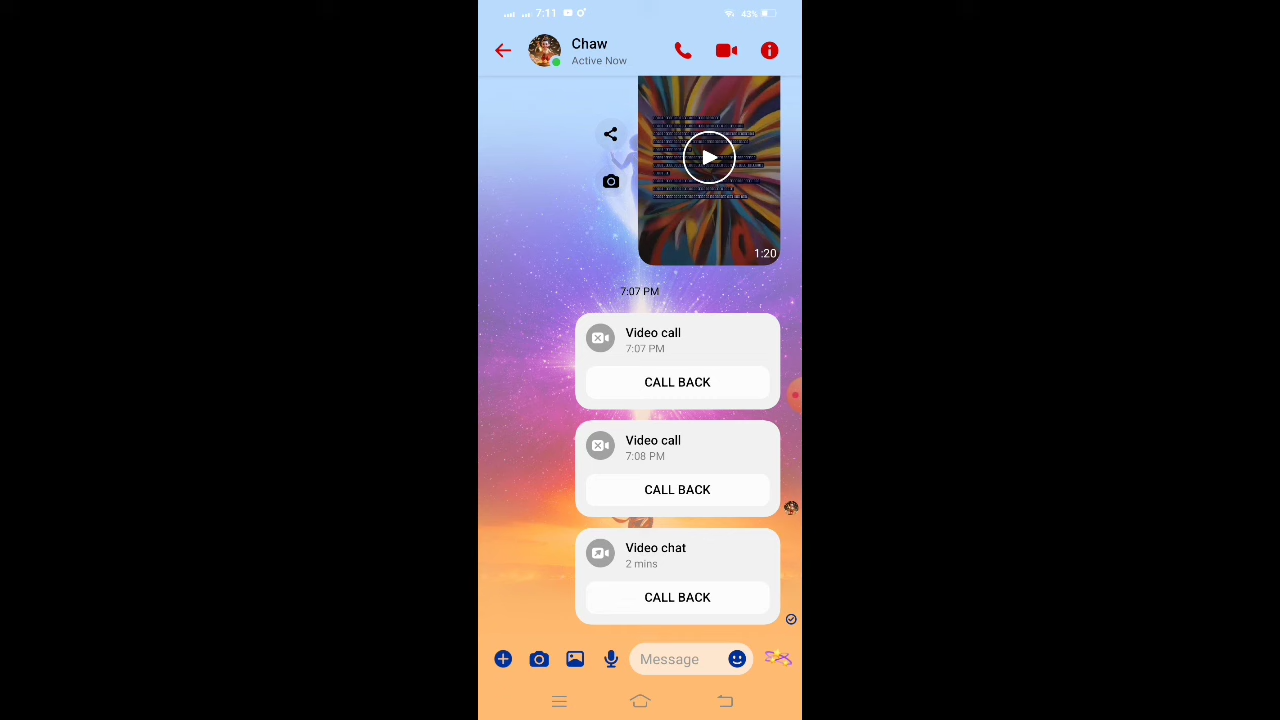 7:11
43%
Chaw
Active Now
1:20
7:07 PM
Video call
7:07 PM
CALL BACK
Video call
7:08 PM
CALL BACK
Video chat
2 mins
CALL BACK
Message